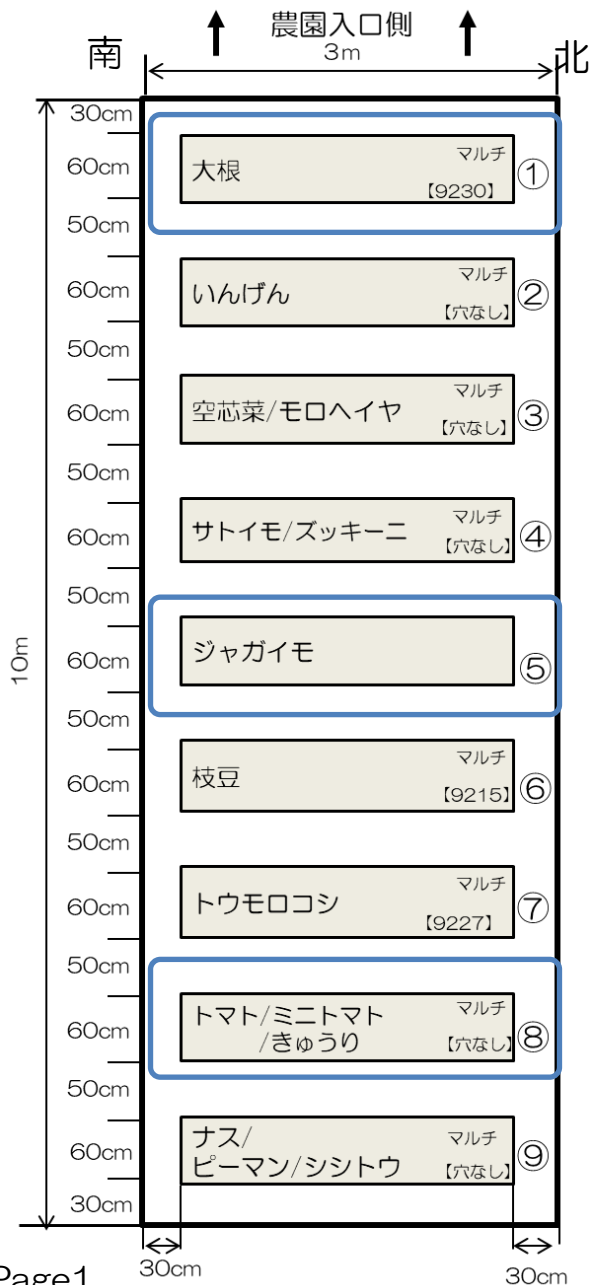 農園入口側
南
3m
北
30cm
60cm
大根
マルチ
【9230】
①
50cm
60cm
いんげん
マルチ
【穴なし】
②
50cm
60cm
空芯菜/モロヘイヤ
マルチ
【穴なし】
③
50cm
60cm
サトイモ/ズッキーニ
マルチ
【穴なし】
④
50cm
10m
60cm
ジャガイモ
⑤
50cm
60cm
枝豆
マルチ
【9215】
⑥
50cm
60cm
トウモロコシ
マルチ
【9227】
⑦
50cm
60cm
トマト/ミニトマト
/きゅうり
マルチ
【穴なし】
⑧
50cm
60cm
ナス/
ピーマン/シシトウ
マルチ
【穴なし】
⑨
30cm
30cm
30cm
Page1